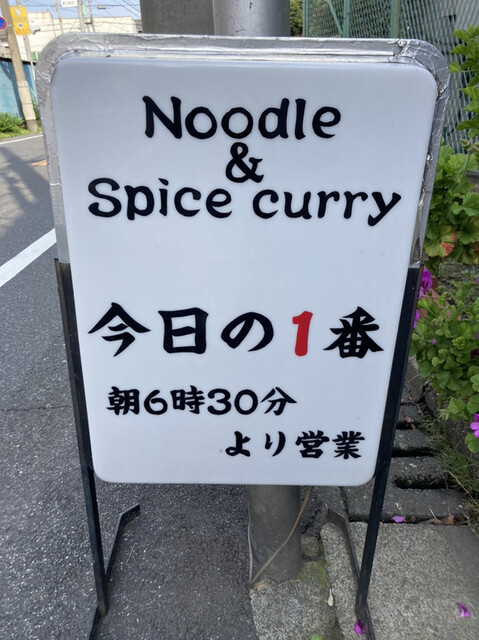 Noodle
&
Spice curry
今日の1番
朝6時30分
より営業